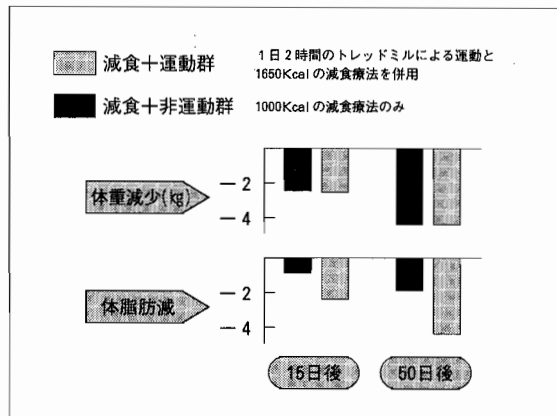 減食+運動群
1日2時間のトレッドミルによる運動と
1650Kcalの減食療法を併用
減食+非運動群
1000Kcalの減食療法のみ
体重減少(kg)
－2
－4
体脂肪減
－2
－4
15日後
50日後